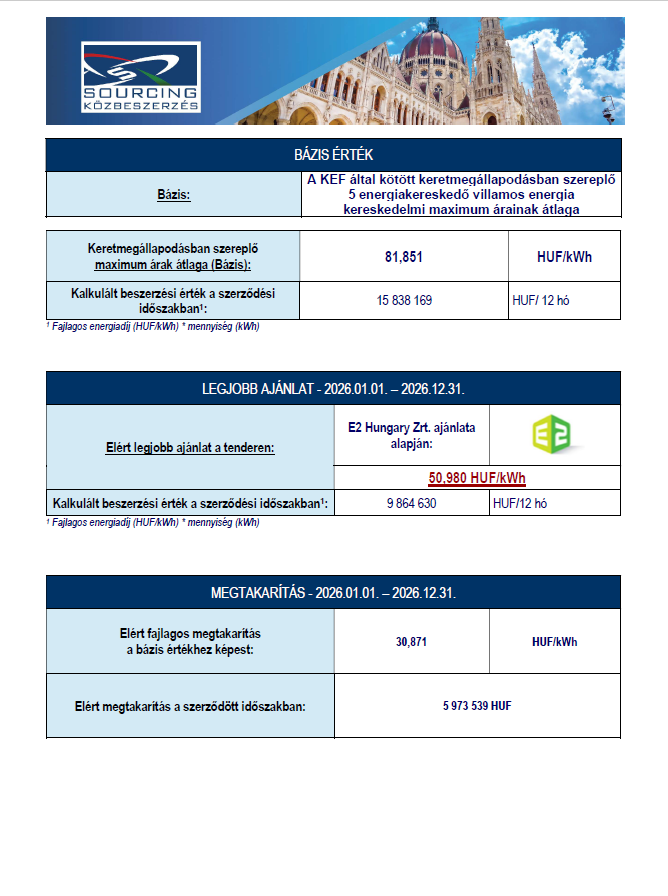 SOURCING
KÖZBESZERZÉS
BÁZIS ÉRTÉK
Bázis:
A KEF által kötött keretmegállapodásban szereplő
5 energiakereskedő villamos energia
kereskedelmi maximum árainak átlaga
Keretmegállapodásban szereplő
maximum árak átlaga (Bázis):
81,851
HUF/kWh
Kalkulált beszerzési érték a szerződési
időszakban¹:
15 838 169
HUF/ 12 hó
¹ Fajlagos energiadíj (HUF/kWh) * mennyiség (kWh)
LEGJOBB AJÁNLAT - 2026.01.01. – 2026.12.31.
Elért legjobb ajánlat a tenderen:
E2 Hungary Zrt. ajánlata
alapján:
E2
50,980 HUF/kWh
Kalkulált beszerzési érték a szerződési időszakban¹:
9 864 630
HUF/12 hó
¹ Fajlagos energiadíj (HUF/kWh) * mennyiség (kWh)
MEGTAKARÍTÁS - 2026.01.01. – 2026.12.31.
Elért fajlagos megtakarítás
a bázis értékhez képest:
30,871
HUF/kWh
Elért megtakarítás a szerződött időszakban:
5 973 539 HUF